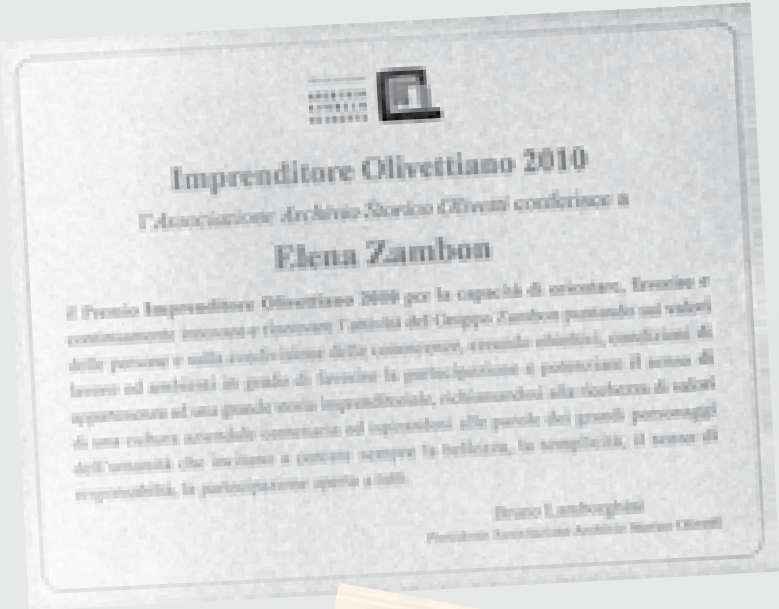 Imprenditore Olivettiano 2010
l'Associazione Archivio Storico Olivetti conferisce a
Elena Zambon
il Premio Imprenditore Olivettiano 2010 per la capacità di orientare, favorire e
continuamente innovare e rinnovare l'attività del Gruppo Zambon puntando sui valori
delle persone e sulla condivisione delle conoscenze, creando obiettivi, condizioni di
lavoro ed ambienti in grado di favorire la partecipazione e potenziare il senso di
appartenenza ad una grande storia imprenditoriale, richiamandosi alla ricchezza di valori
di una cultura aziendale centenaria ed ispirandosi alle parole dei grandi personaggi
dell'umanità che invitano a cercare sempre la bellezza, la semplicità, il senso di
responsabilità, la partecipazione aperta a tutti.
Bruno Lamborghini
Presidente Associazione Archivio Storico Olivetti